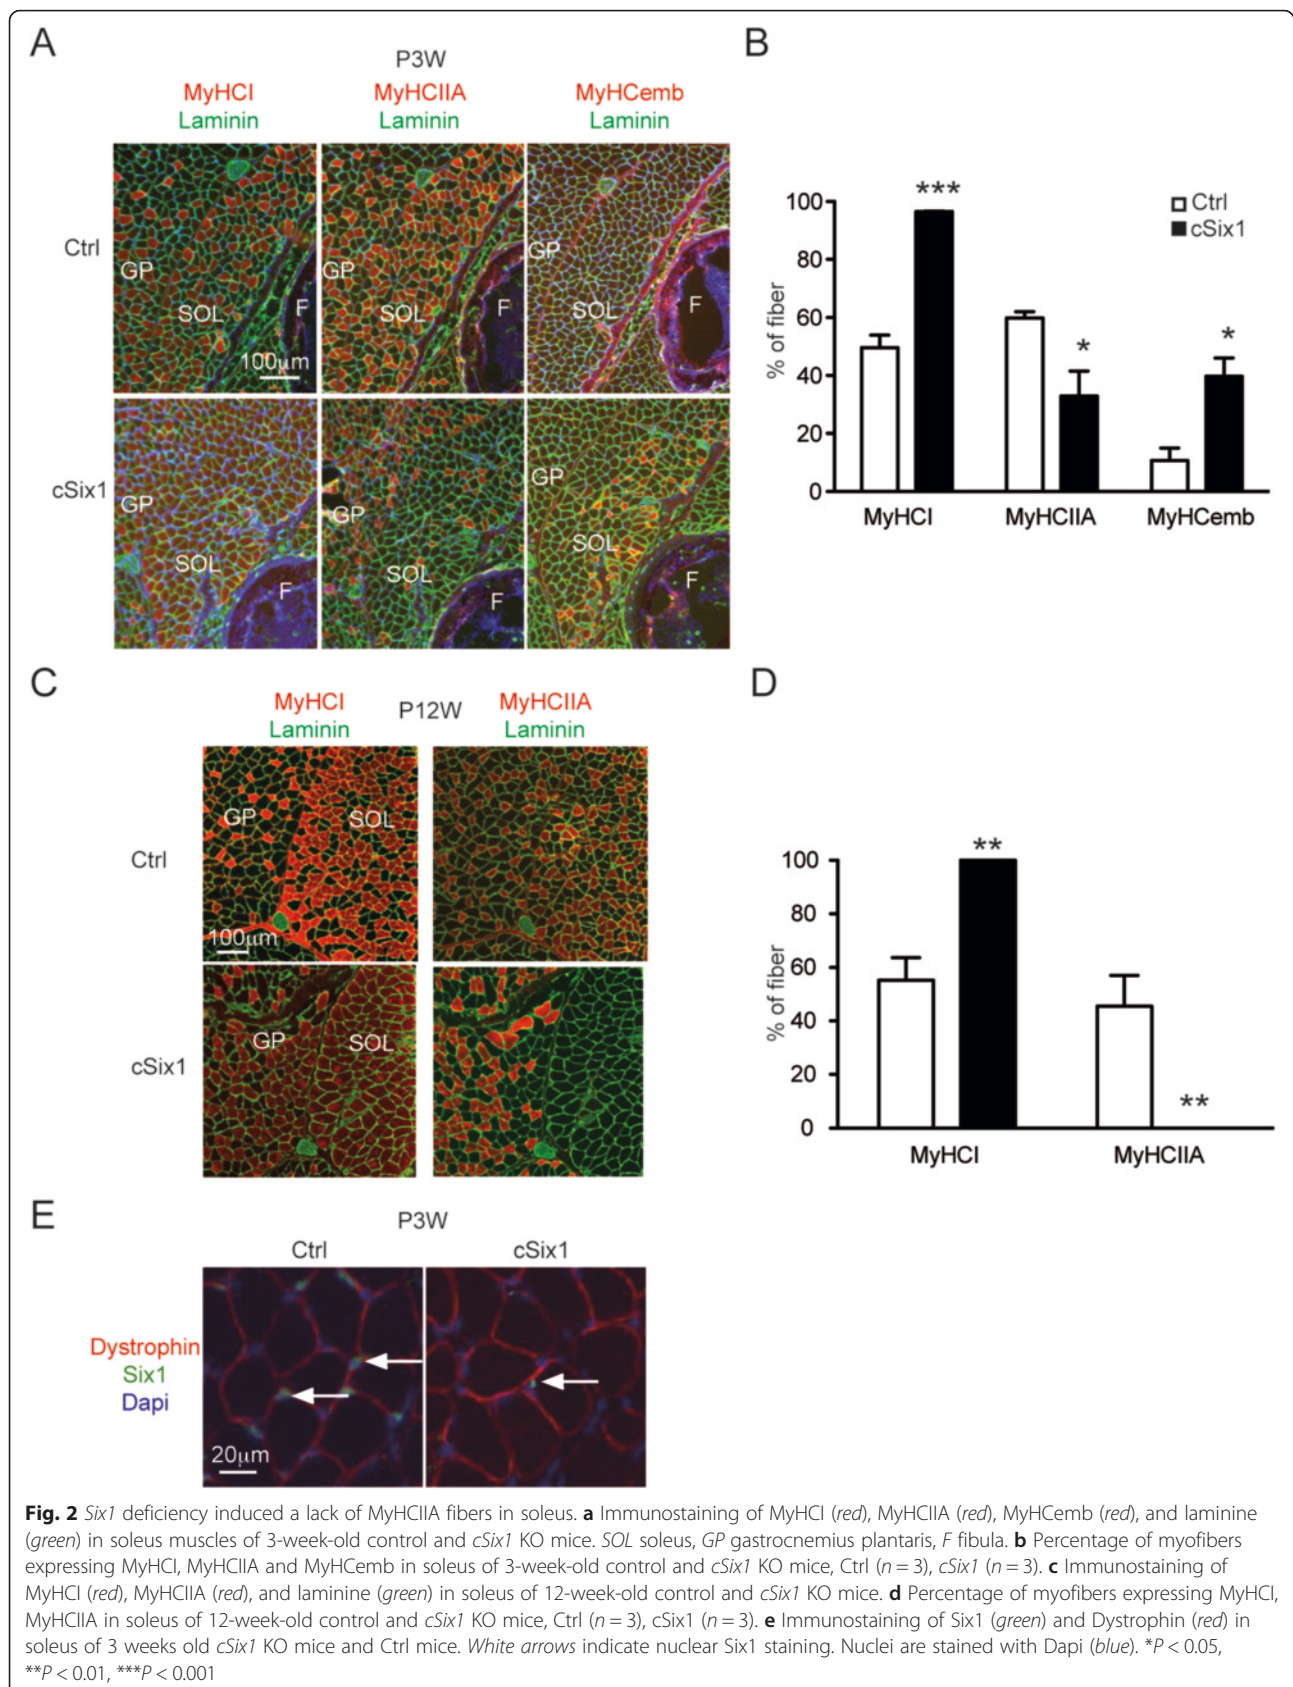 A
P3W
MyHCI MyHCIIA MyHCemb
Laminin Laminin Laminin
Ctrl
GP SOL F
100μm
GP SOL F
GP SOL F
cSix1
GP SOL F
GP SOL F
GP SOL F
B
% of fiber
100
80
60
40
20
0
***
*
*
Ctrl
cSix1
MyHCI MyHCIIA MyHCemb
C
MyHCI P12W MyHCIIA
Laminin Laminin
Ctrl
GP SOL
100μm
cSix1
GP SOL
D
% of fiber
100
80
60
40
20
0
**
**
MyHCI MyHCIIA
E
P3W
Ctrl cSix1
Dystrophin
Six1
Dapi
20μm
Fig. 2 Six1 deficiency induced a lack of MyHCIIA fibers in soleus. a Immunostaining of MyHCI (red), MyHCIIA (red), MyHCemb (red), and laminine
(green) in soleus muscles of 3-week-old control and cSix1 KO mice. SOL soleus, GP gastrocnemius plantaris, F fibula. b Percentage of myofibers
expressing MyHCI, MyHCIIA and MyHCemb in soleus of 3-week-old control and cSix1 KO mice, Ctrl (n = 3), cSix1 (n = 3). c Immunostaining of
MyHCI (red), MyHCIIA (red), and laminine (green) in soleus of 12-week-old control and cSix1 KO mice. d Percentage of myofibers expressing MyHCI,
MyHCIIA in soleus of 12-week-old control and cSix1 KO mice, Ctrl (n = 3), cSix1 (n = 3). e Immunostaining of Six1 (green) and Dystrophin (red) in
soleus of 3 weeks old cSix1 KO mice and Ctrl mice. White arrows indicate nuclear Six1 staining. Nuclei are stained with Dapi (blue). *P < 0.05,
**P < 0.01, ***P < 0.001